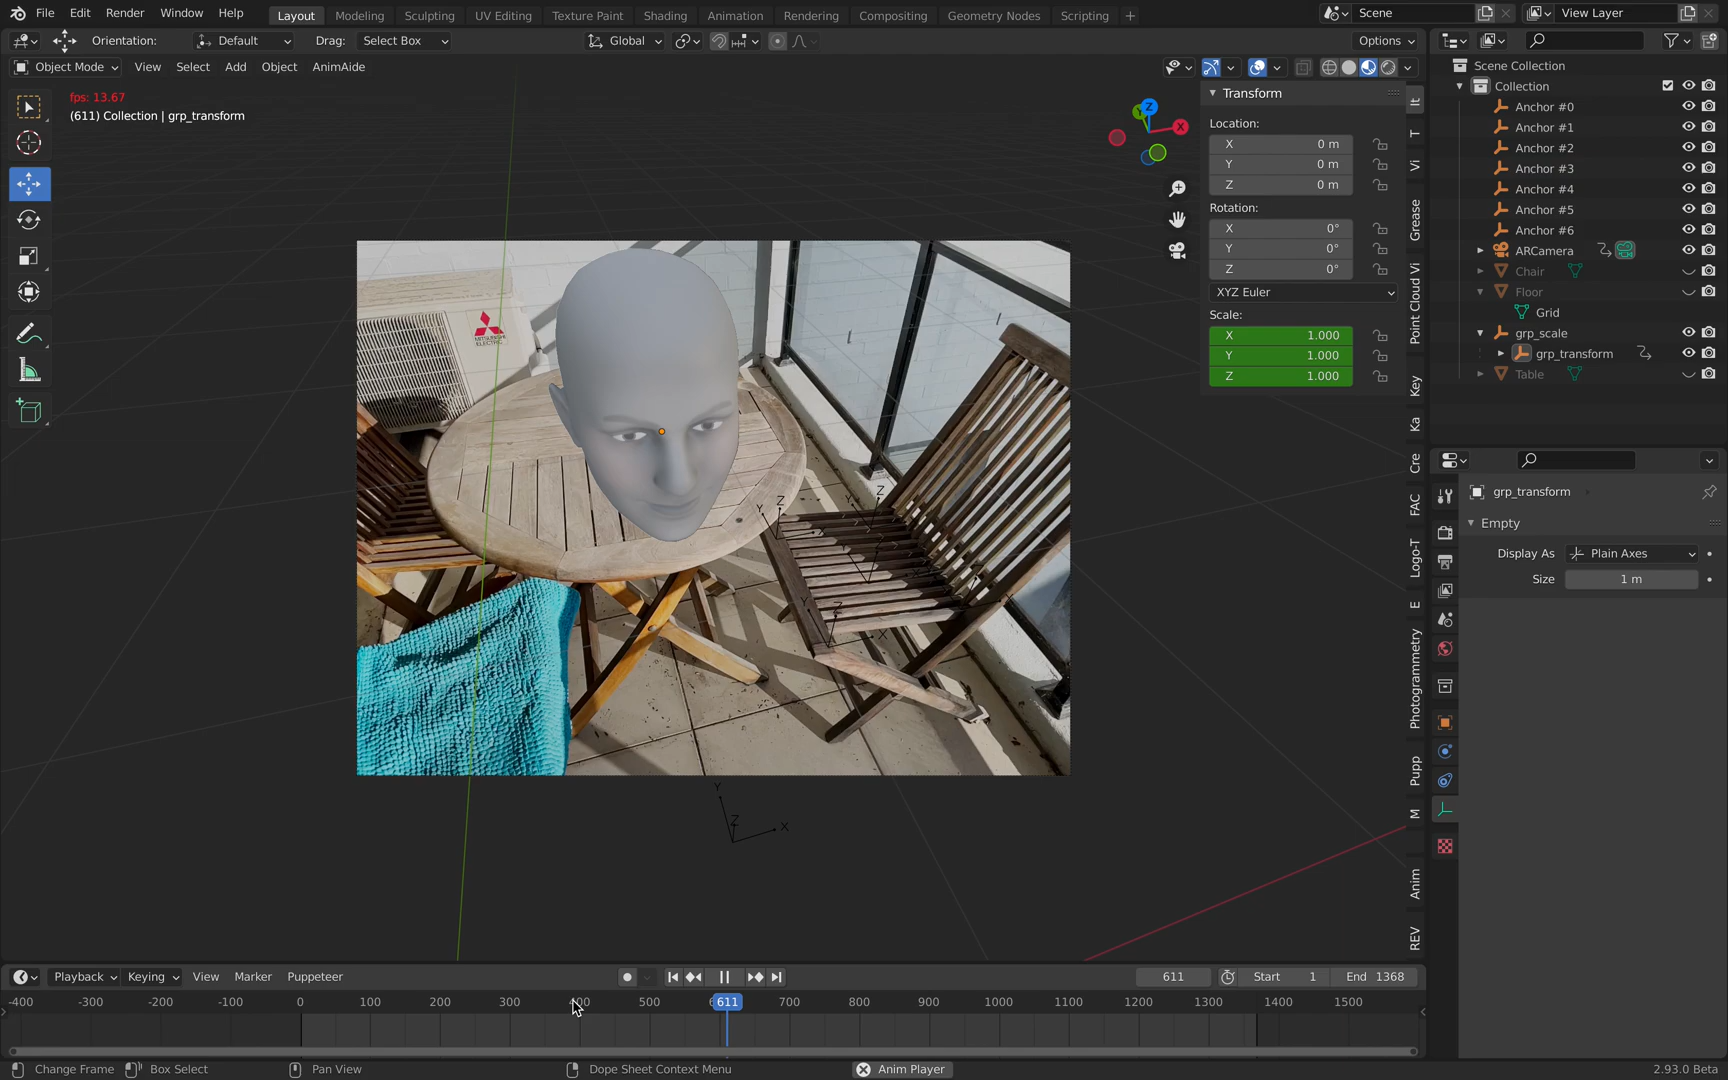 File Edit Render Window Help Layout Modeling Sculpting UV Editing Texture Paint Shading Animation Rendering Compositing Geometry Nodes Scripting + Scene View Layer
Orientation: Default Drag: Select Box Global Options
Object Mode View Select Add Object AnimAide
fps: 13.67
(611) Collection | grp_transform
Z
Y
X
Transform
Location:
X 0 m
Y 0 m
Z 0 m
Rotation:
X 0°
Y 0°
Z 0°
XYZ Euler
Scale:
X 1.000
Y 1.000
Z 1.000
It
T
Vi
Grease
Point Cloud Vi
Key
Ka
Cre
FAC
Logo-T
E
Photogrammetry
Pupp
M
Anim
REV
Scene Collection
Collection
Anchor #0
Anchor #1
Anchor #2
Anchor #3
Anchor #4
Anchor #5
Anchor #6
ARCamera
Chair
Floor
Grid
grp_scale
grp_transform
Table
grp_transform
Empty
Display As Plain Axes
Size 1 m
MITSUBISHI
ELECTRIC
Z
Y
Z
Y
X
Z
X
Y
Z
X
Playback Keying View Marker Puppeteer 611 Start 1 End 1368
-400 -300 -200 -100 0 100 200 300 400 500 611 700 800 900 1000 1100 1200 1300 1400 1500
Change Frame Box Select Pan View Dope Sheet Context Menu Anim Player 2.93.0 Beta